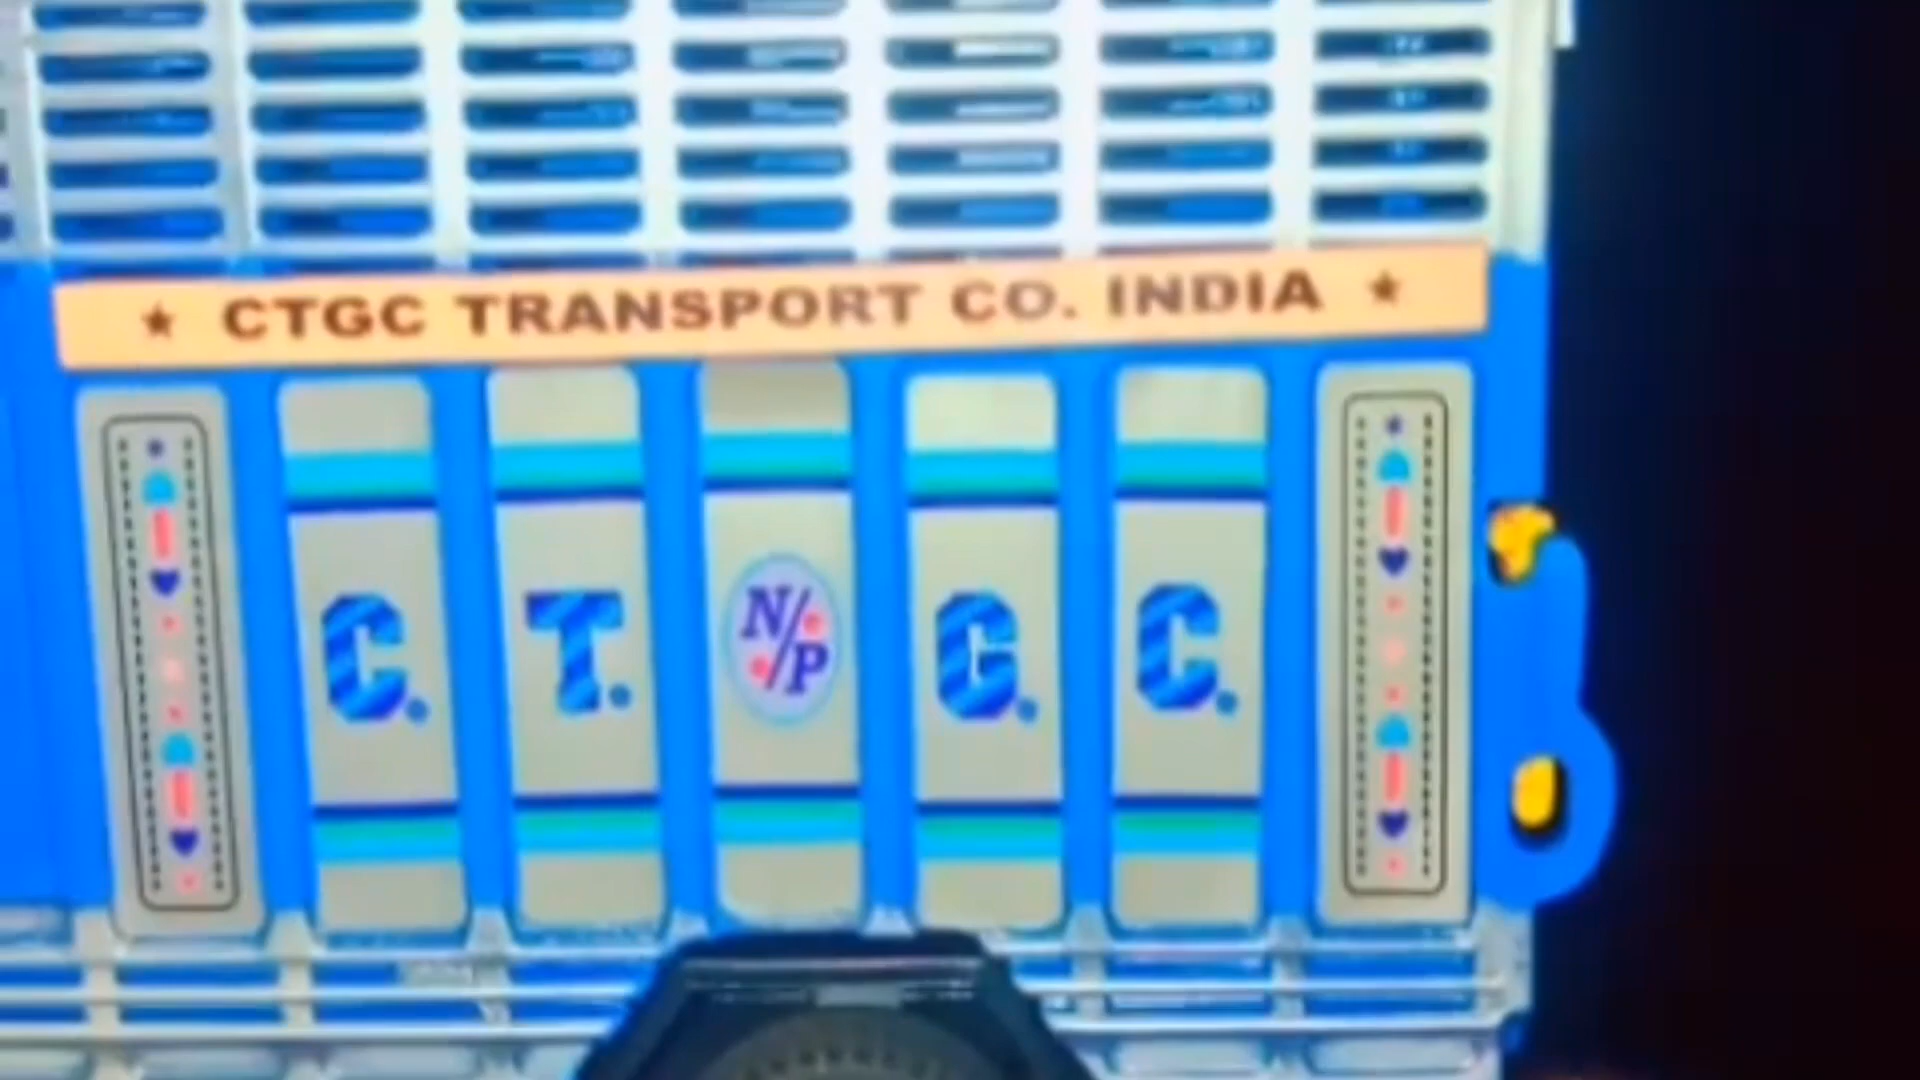 ★ CTGC TRANSPORT CO. INDIA ★
C. T. N/P G. C.